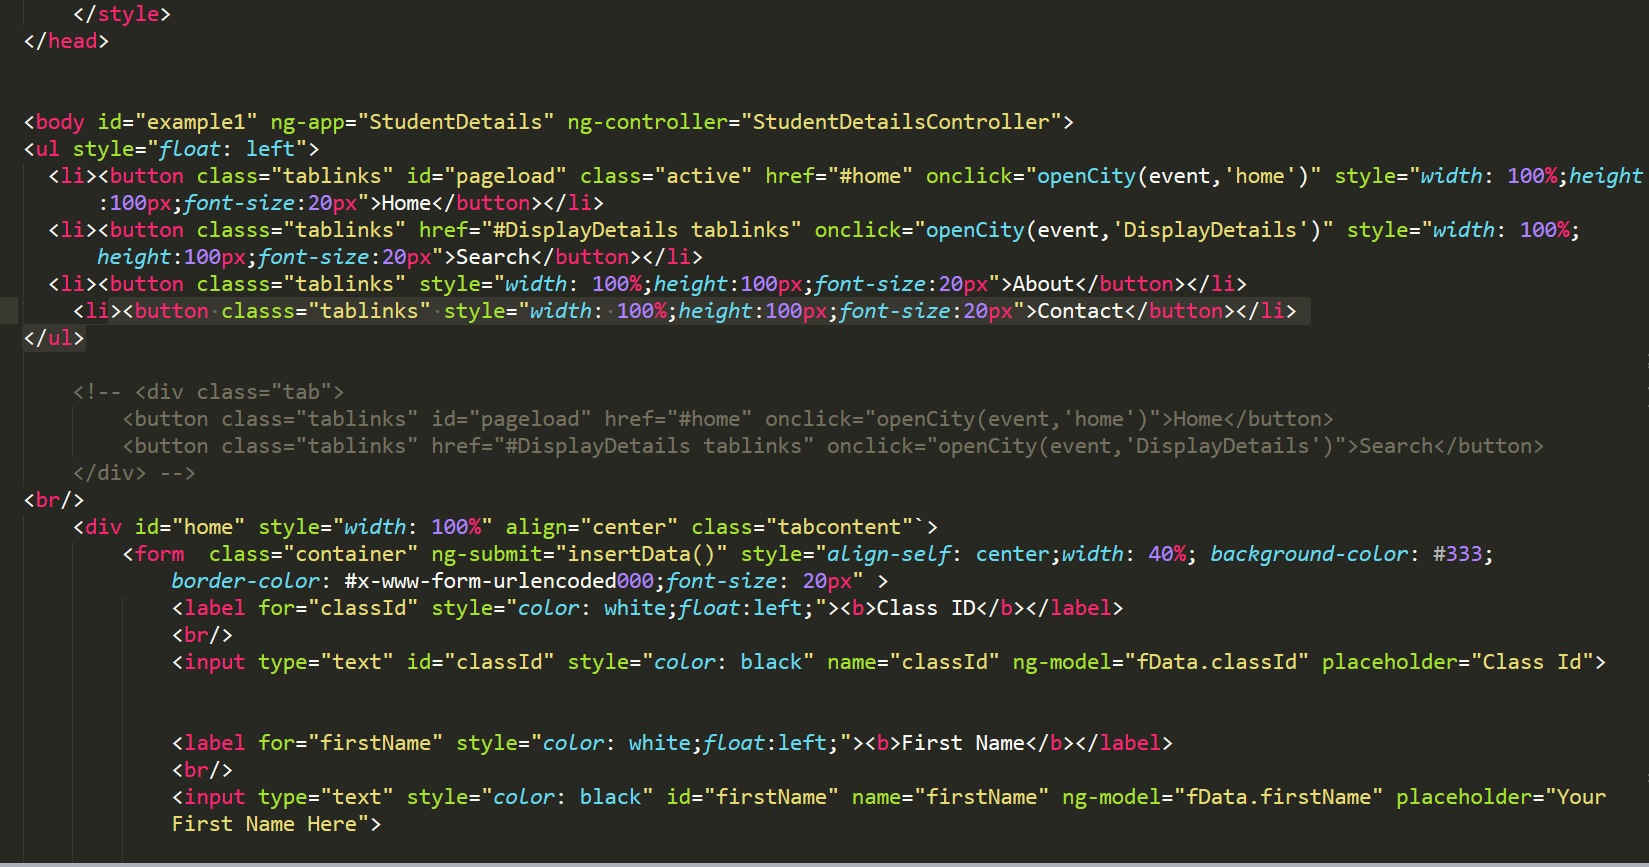 </style>
</head>
<body id="example1" ng-app="StudentDetails" ng-controller="StudentDetailsController">
<ul style="float: left">
<li><button classs="tablinks" id="pageload" class="active" href="#home" onclick="openCity(event,'home')" style="width: 100%;height
:100px;font-size:20px">Home</button></li>
<li><button classs="tablinks" href="#DisplayDetails tablinks" onclick="openCity(event,'DisplayDetails')" style="width: 100%;
height:100px;font-size:20px">Search</button></li>
<li><button classs="tablinks" style="width: 100%;height:100px;font-size:20px">About</button></li>
<li><button classs="tablinks" style="width: 100%;height:100px;font-size:20px">Contact</button></li>
</ul>
<!-- <div class="tab">
<button class="tablinks" id="pageload" href="#home" onclick="openCity(event,'home')">Home</button>
<button class="tablinks" href="#DisplayDetails tablinks" onclick="openCity(event,'DisplayDetails')">Search</button>
</div> -->
<br/>
<div id="home" style="width: 100%" align="center" class="tabcontent"`>
<form  class="container" ng-submit="insertData()" style="align-self: center;width: 40%; background-color: #333;
border-color: #x-www-form-urlencoded000;font-size: 20px" >
<label for="classId" style="color: white;float:left;"><b>Class ID</b></label>
<br/>
<input type="text" id="classId" style="color: black" name="classId" ng-model="fData.classId" placeholder="Class Id">
<label for="firstName" style="color: white;float:left;"><b>First Name</b></label>
<br/>
<input type="text" style="color: black" id="firstName" name="firstName" ng-model="fData.firstName" placeholder="Your
First Name Here">